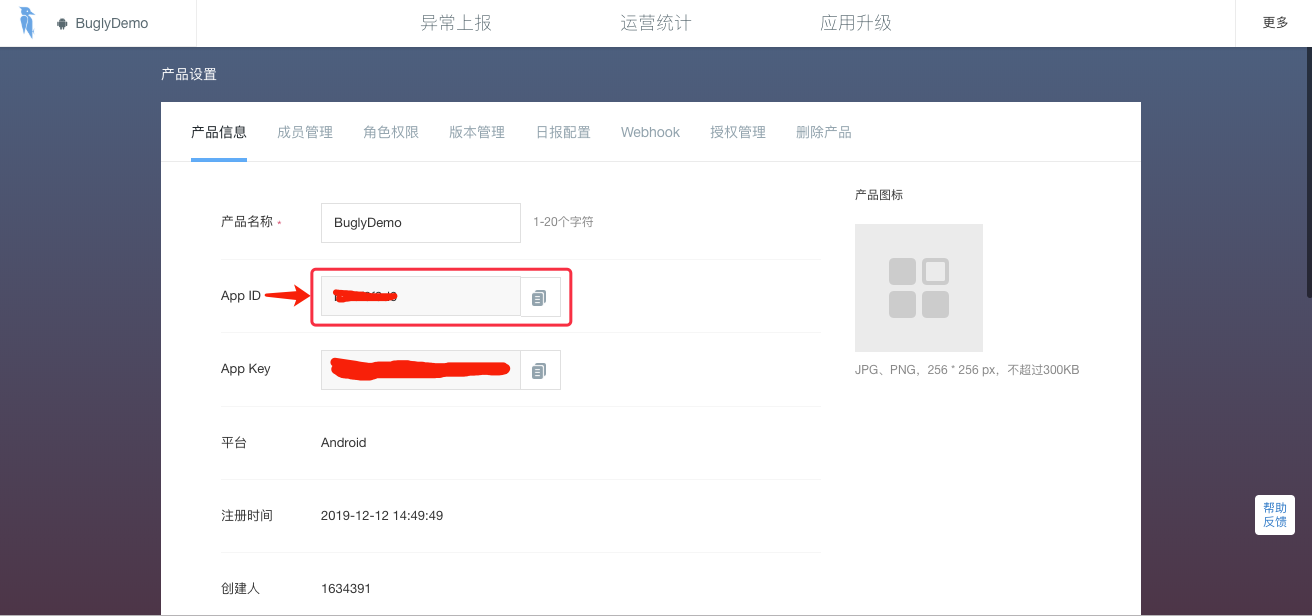 BuglyDemo 异常上报 运营统计 应用升级 更多
产品设置
产品信息 成员管理 角色权限 版本管理 日报配置 Webhook 授权管理 删除产品
产品图标
产品名称 * BuglyDemo 1-20个字符
App ID
App Key
JPG、PNG，256 * 256 px，不超过300KB
平台 Android
注册时间 2019-12-12 14:49:49
帮助
反馈
创建人 1634391